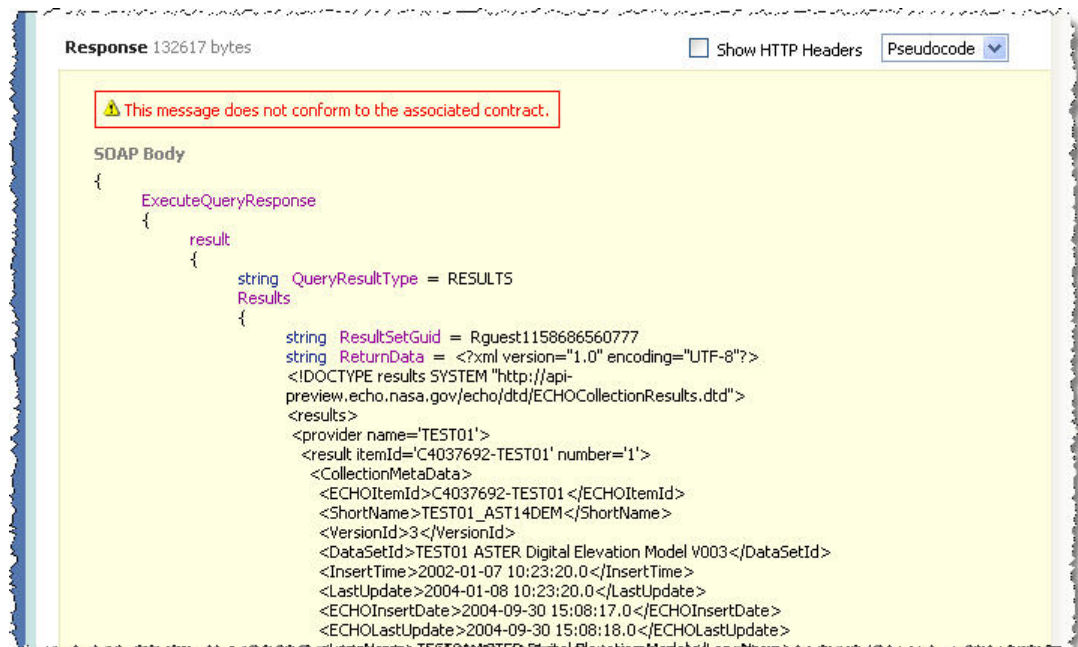 Response 132617 bytes Show HTTP Headers Pseudocode
This message does not conform to the associated contract.
SOAP Body
{
ExecuteQueryResponse
{
result
{
string QueryResultType = RESULTS
Results
{
string ResultSetGuid = Rguest1158686560777
string ReturnData = <?xml version="1.0" encoding="UTF-8"?>
<!DOCTYPE results SYSTEM "http://api-
preview.echo.nasa.gov/echo/dtd/ECHOCollectionResults.dtd">
<results>
<provider name='TEST01'>
<result itemId='C4037692-TEST01' number='1'>
<CollectionMetaData>
<ECHOItemId>C4037692-TEST01</ECHOItemId>
<ShortName>TEST01_AST14DEM</ShortName>
<VersionId>3</VersionId>
<DataSetId>TEST01 ASTER Digital Elevation Model V003</DataSetId>
<InsertTime>2002-01-07 10:23:20.0</InsertTime>
<LastUpdate>2004-01-08 10:23:20.0</LastUpdate>
<ECHOInsertDate>2004-09-30 15:08:17.0</ECHOInsertDate>
<ECHOLastUpdate>2004-09-30 15:08:18.0</ECHOLastUpdate>